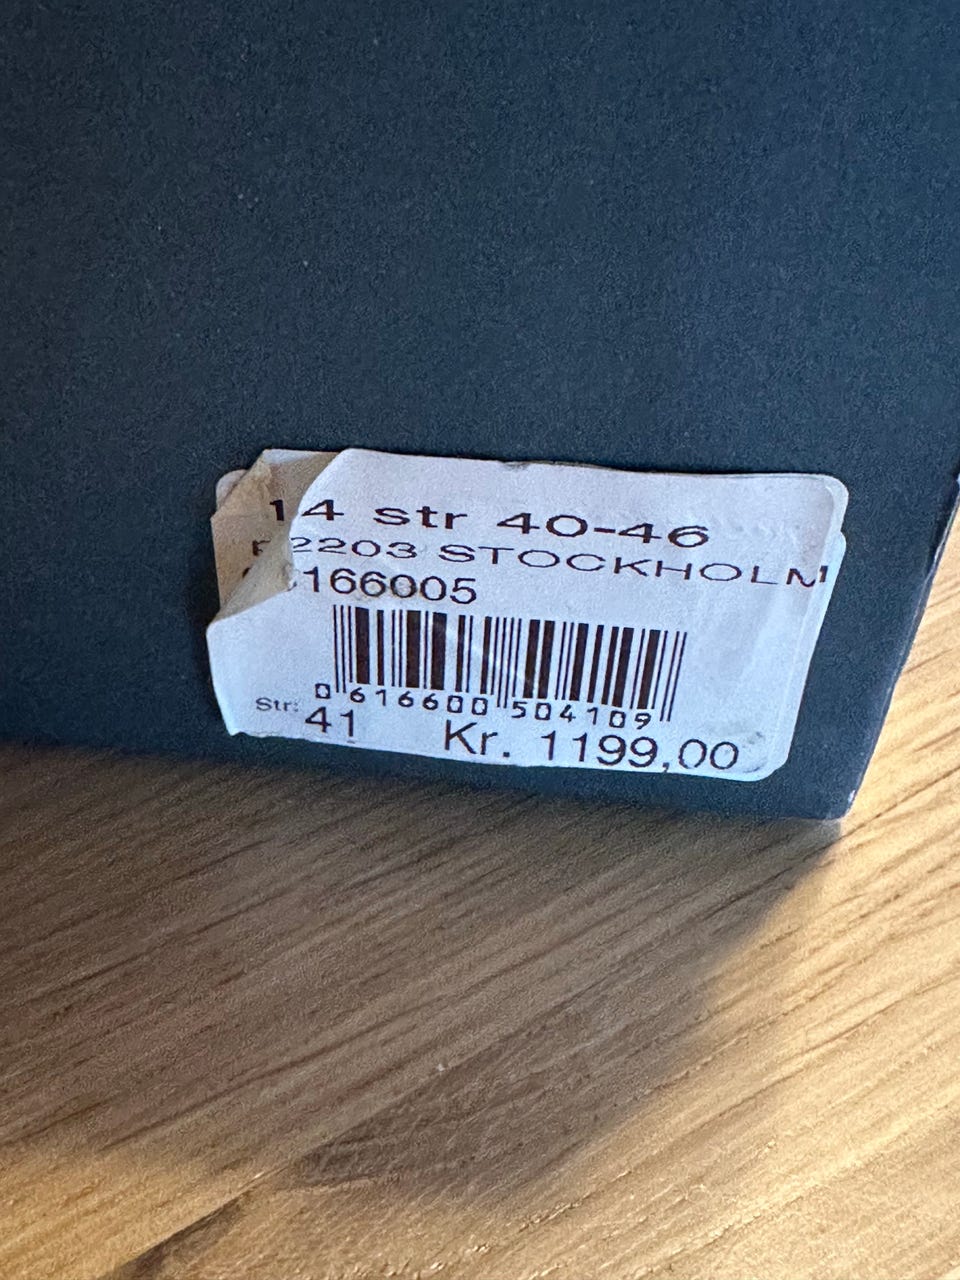 14 str 40-46
2203 STOCKHOLM
166005
0 616600 504109
Str: 41 Kr. 1199,00